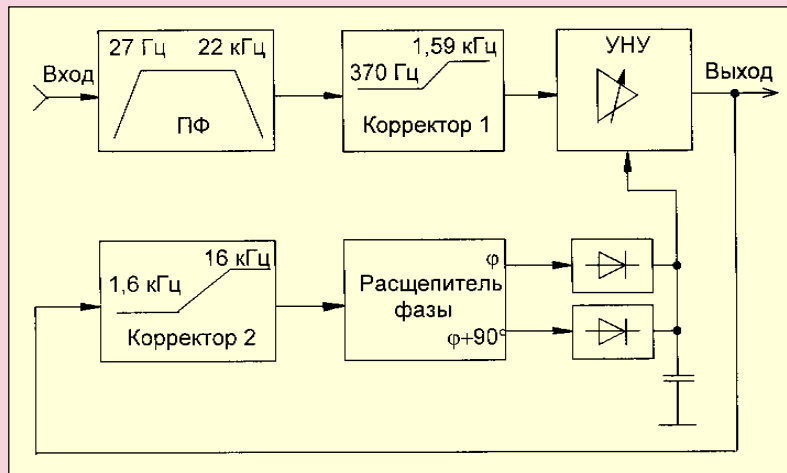 Вход
27 Гц 22 кГц
ПФ
370 Гц
1,59 кГц
Корректор 1
УНУ
Выход
1,6 кГц
16 кГц
Корректор 2
Расщепитель
фазы
φ
φ+90°